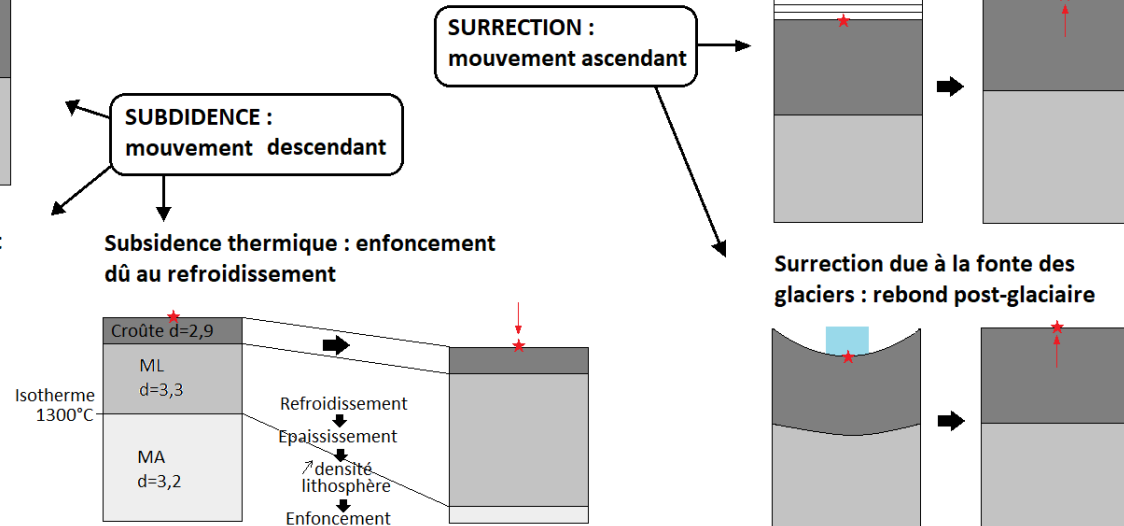 SURRECTION :
mouvement ascendant
SUBDIDENCE :
mouvement descendant
:
Subsidence thermique : enfoncement
dû au refroidissement
Surrection due à la fonte des
glaciers : rebond post-glaciaire
Croûte d=2,9
ML
d=3,3
Isotherme
1300°C
MA
d=3,2
Refroidissement
Epaississement
densité
lithosphère
Enfoncement